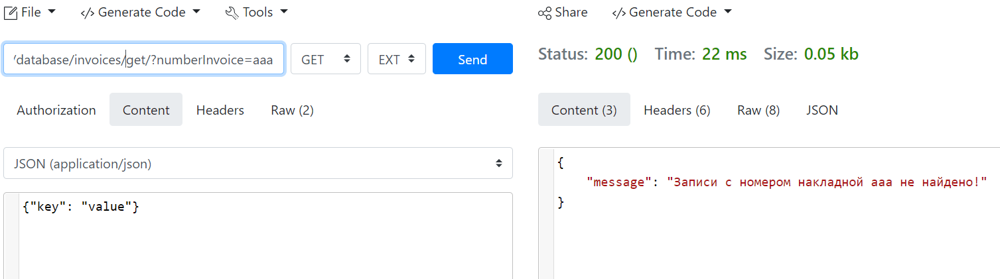 File </> Generate Code Tools Share </> Generate Code
/database/invoices/get/?numberInvoice=aaa GET EXT Send Status: 200 () Time: 22 ms Size: 0.05 kb
Authorization Content Headers Raw (2) Content (3) Headers (6) Raw (8) JSON
JSON (application/json)
{
"message": "Записи с номером накладной aaa не найдено!"
}
{"key": "value"}